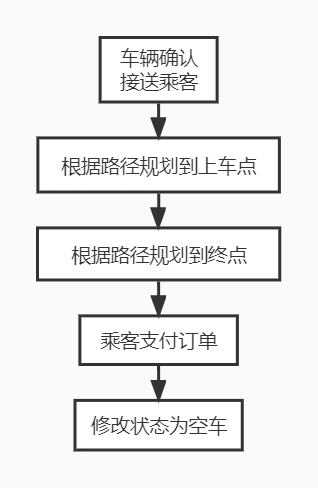 车辆确认
接送乘客
根据路径规划到上车点
根据路径规划到终点
乘客支付订单
修改状态为空车